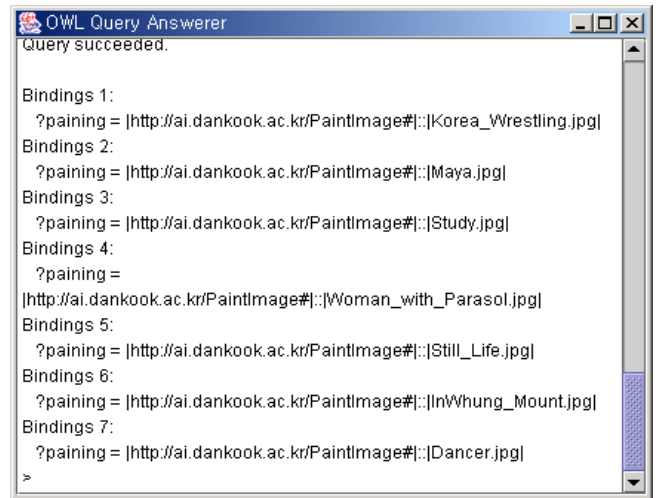 OWL Query Answerer
Query succeeded.
Bindings 1:
?paining = |http://ai.dankook.ac.kr/PaintImage#|::|Korea_Wrestling.jpg|
Bindings 2:
?paining = |http://ai.dankook.ac.kr/PaintImage#|::|Maya.jpg|
Bindings 3:
?paining = |http://ai.dankook.ac.kr/PaintImage#|::|Study.jpg|
Bindings 4:
?paining =
|http://ai.dankook.ac.kr/PaintImage#|::|Woman_with_Parasol.jpg|
Bindings 5:
?paining = |http://ai.dankook.ac.kr/PaintImage#|::|Still_Life.jpg|
Bindings 6:
?paining = |http://ai.dankook.ac.kr/PaintImage#|::|InWhung_Mount.jpg|
Bindings 7:
?paining = |http://ai.dankook.ac.kr/PaintImage#|::|Dancer.jpg|
>